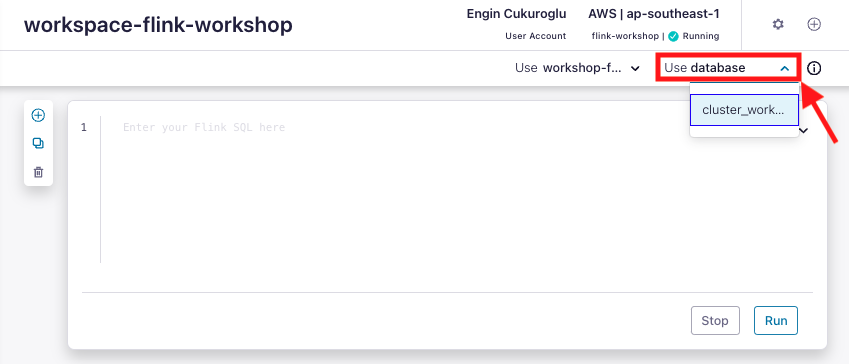 workspace-flink-workshop
Engin Cukuroglu
User Account
AWS | ap-southeast-1
flink-workshop | Running
Use workshop-f...
Use database
cluster_work...
1
Enter your Flink SQL here
Stop
Run